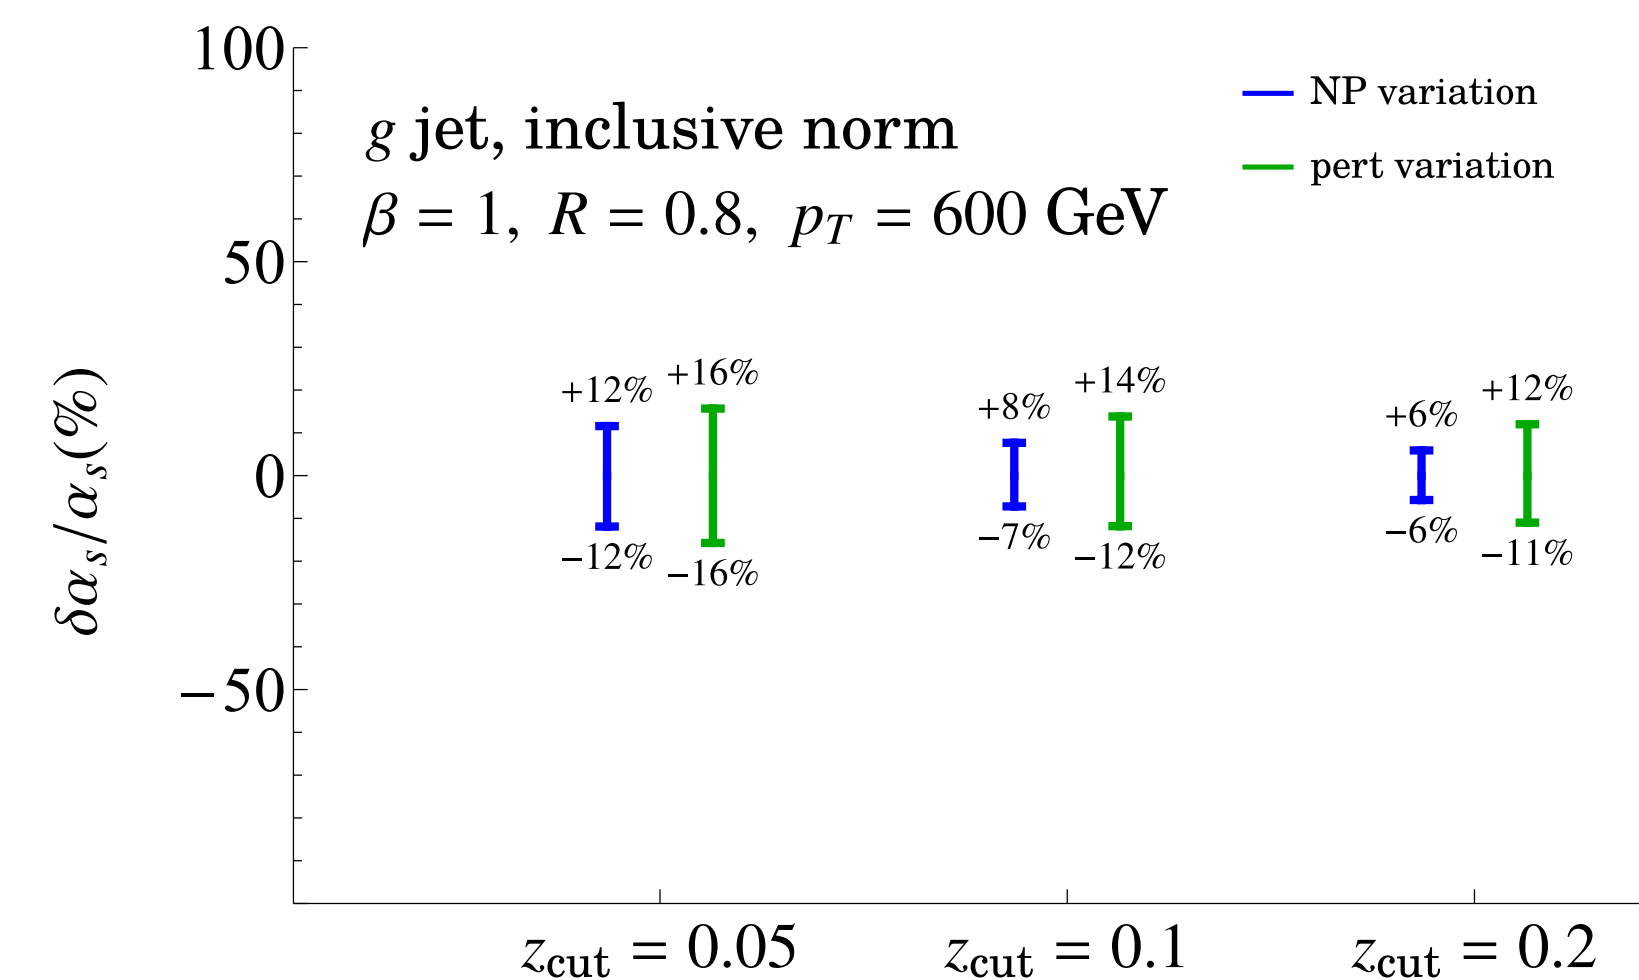 100
g jet, inclusive norm
β = 1, R = 0.8, p_T = 600 GeV
NP variation
pert variation
50
0
−50
δα_s/α_s(%)
+12%
+16%
−12%
−16%
+8%
+14%
−7%
−12%
+6%
+12%
−6%
−11%
z_cut = 0.05
z_cut = 0.1
z_cut = 0.2